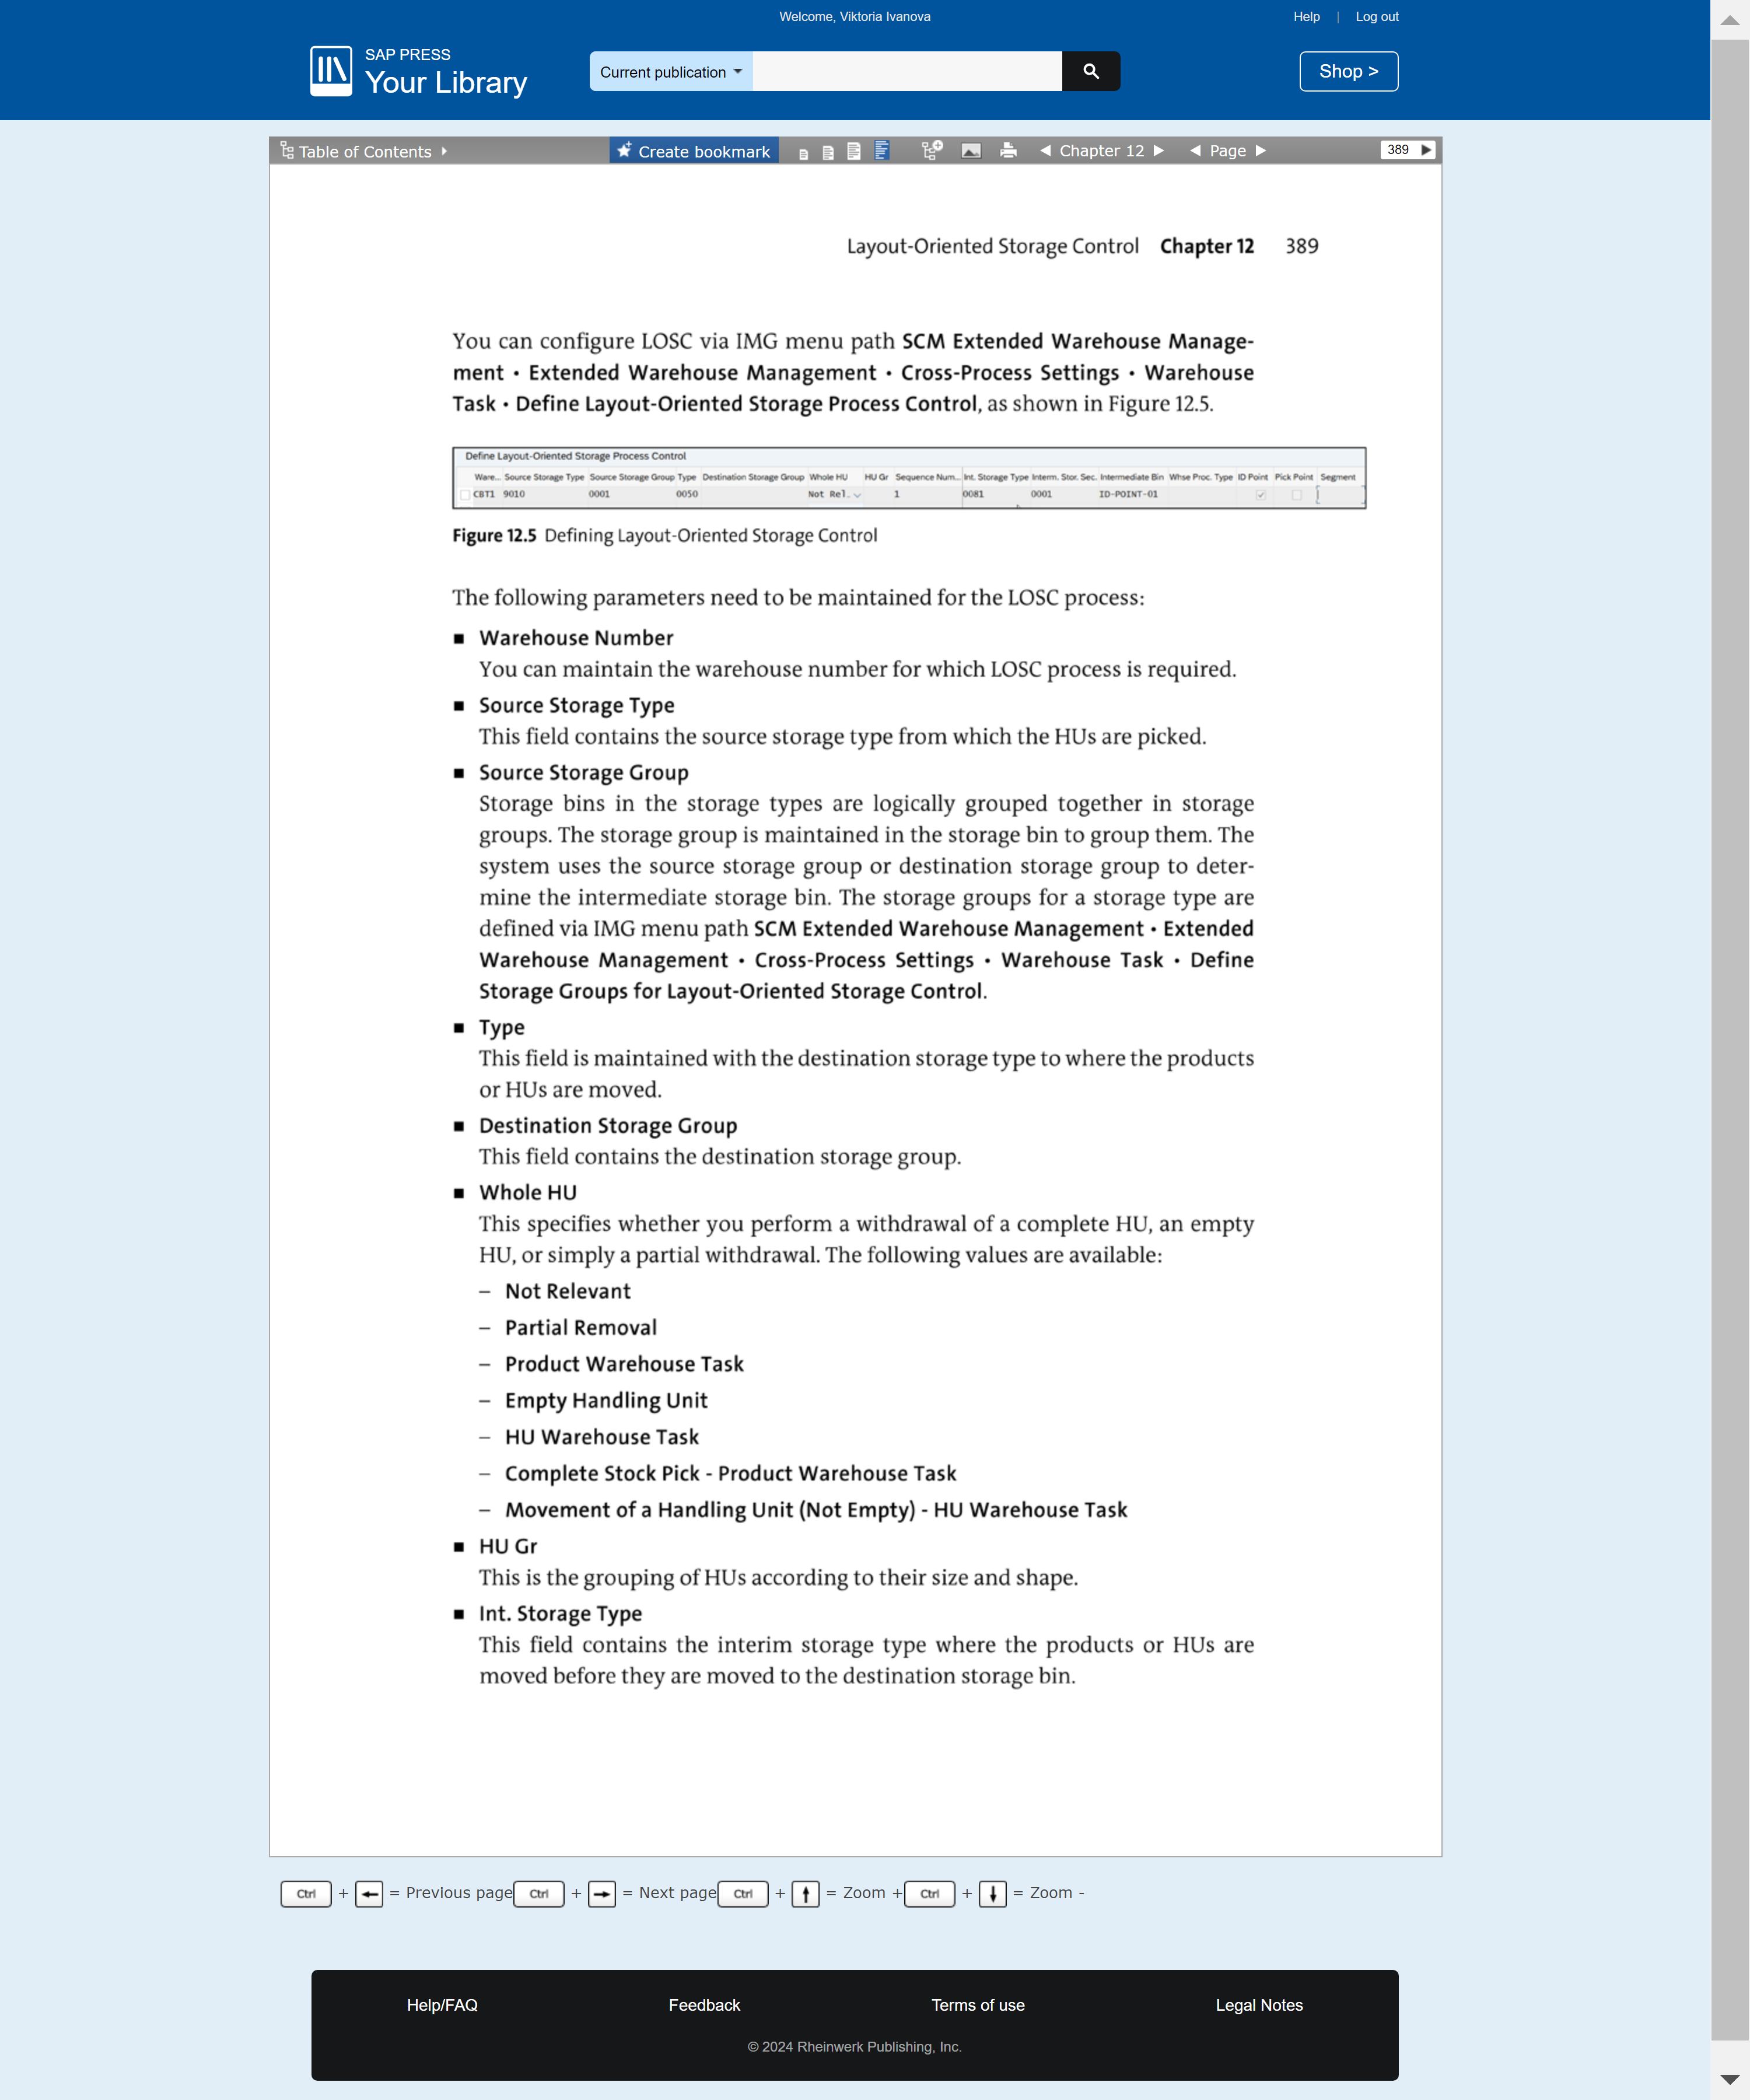 Welcome, Viktoria Ivanova
Help | Log out
SAP PRESS
Your Library
Current publication
Shop >
Table of Contents
Create bookmark
Chapter 12
Page
389
Layout-Oriented Storage Control Chapter 12 389
You can configure LOSC via IMG menu path SCM Extended Warehouse Manage-
ment • Extended Warehouse Management • Cross-Process Settings • Warehouse
Task • Define Layout-Oriented Storage Process Control, as shown in Figure 12.5.
Define Layout-Oriented Storage Process Control
Ware... Source Storage Type Source Storage Group Type Destination Storage Group Whole HU HU Gr Sequence Num... Int. Storage Type Interm. Stor. Sec. Intermediate Bin Whse Proc. Type ID Point Pick Point Segment
CBT1 9010 0001 0050 Not Rel.. 1 0081 0001 ID-POINT-01
Figure 12.5 Defining Layout-Oriented Storage Control
The following parameters need to be maintained for the LOSC process:
■ Warehouse Number
You can maintain the warehouse number for which LOSC process is required.
■ Source Storage Type
This field contains the source storage type from which the HUs are picked.
■ Source Storage Group
Storage bins in the storage types are logically grouped together in storage
groups. The storage group is maintained in the storage bin to group them. The
system uses the source storage group or destination storage group to deter-
mine the intermediate storage bin. The storage groups for a storage type are
defined via IMG menu path SCM Extended Warehouse Management • Extended
Warehouse Management • Cross-Process Settings • Warehouse Task • Define
Storage Groups for Layout-Oriented Storage Control.
■ Type
This field is maintained with the destination storage type to where the products
or HUs are moved.
■ Destination Storage Group
This field contains the destination storage group.
■ Whole HU
This specifies whether you perform a withdrawal of a complete HU, an empty
HU, or simply a partial withdrawal. The following values are available:
– Not Relevant
– Partial Removal
– Product Warehouse Task
– Empty Handling Unit
– HU Warehouse Task
– Complete Stock Pick - Product Warehouse Task
– Movement of a Handling Unit (Not Empty) - HU Warehouse Task
■ HU Gr
This is the grouping of HUs according to their size and shape.
■ Int. Storage Type
This field contains the interim storage type where the products or HUs are
moved before they are moved to the destination storage bin.
Ctrl + ← = Previous page Ctrl + → = Next page Ctrl + ↑ = Zoom + Ctrl + ↓ = Zoom -
Help/FAQ Feedback Terms of use Legal Notes
© 2024 Rheinwerk Publishing, Inc.